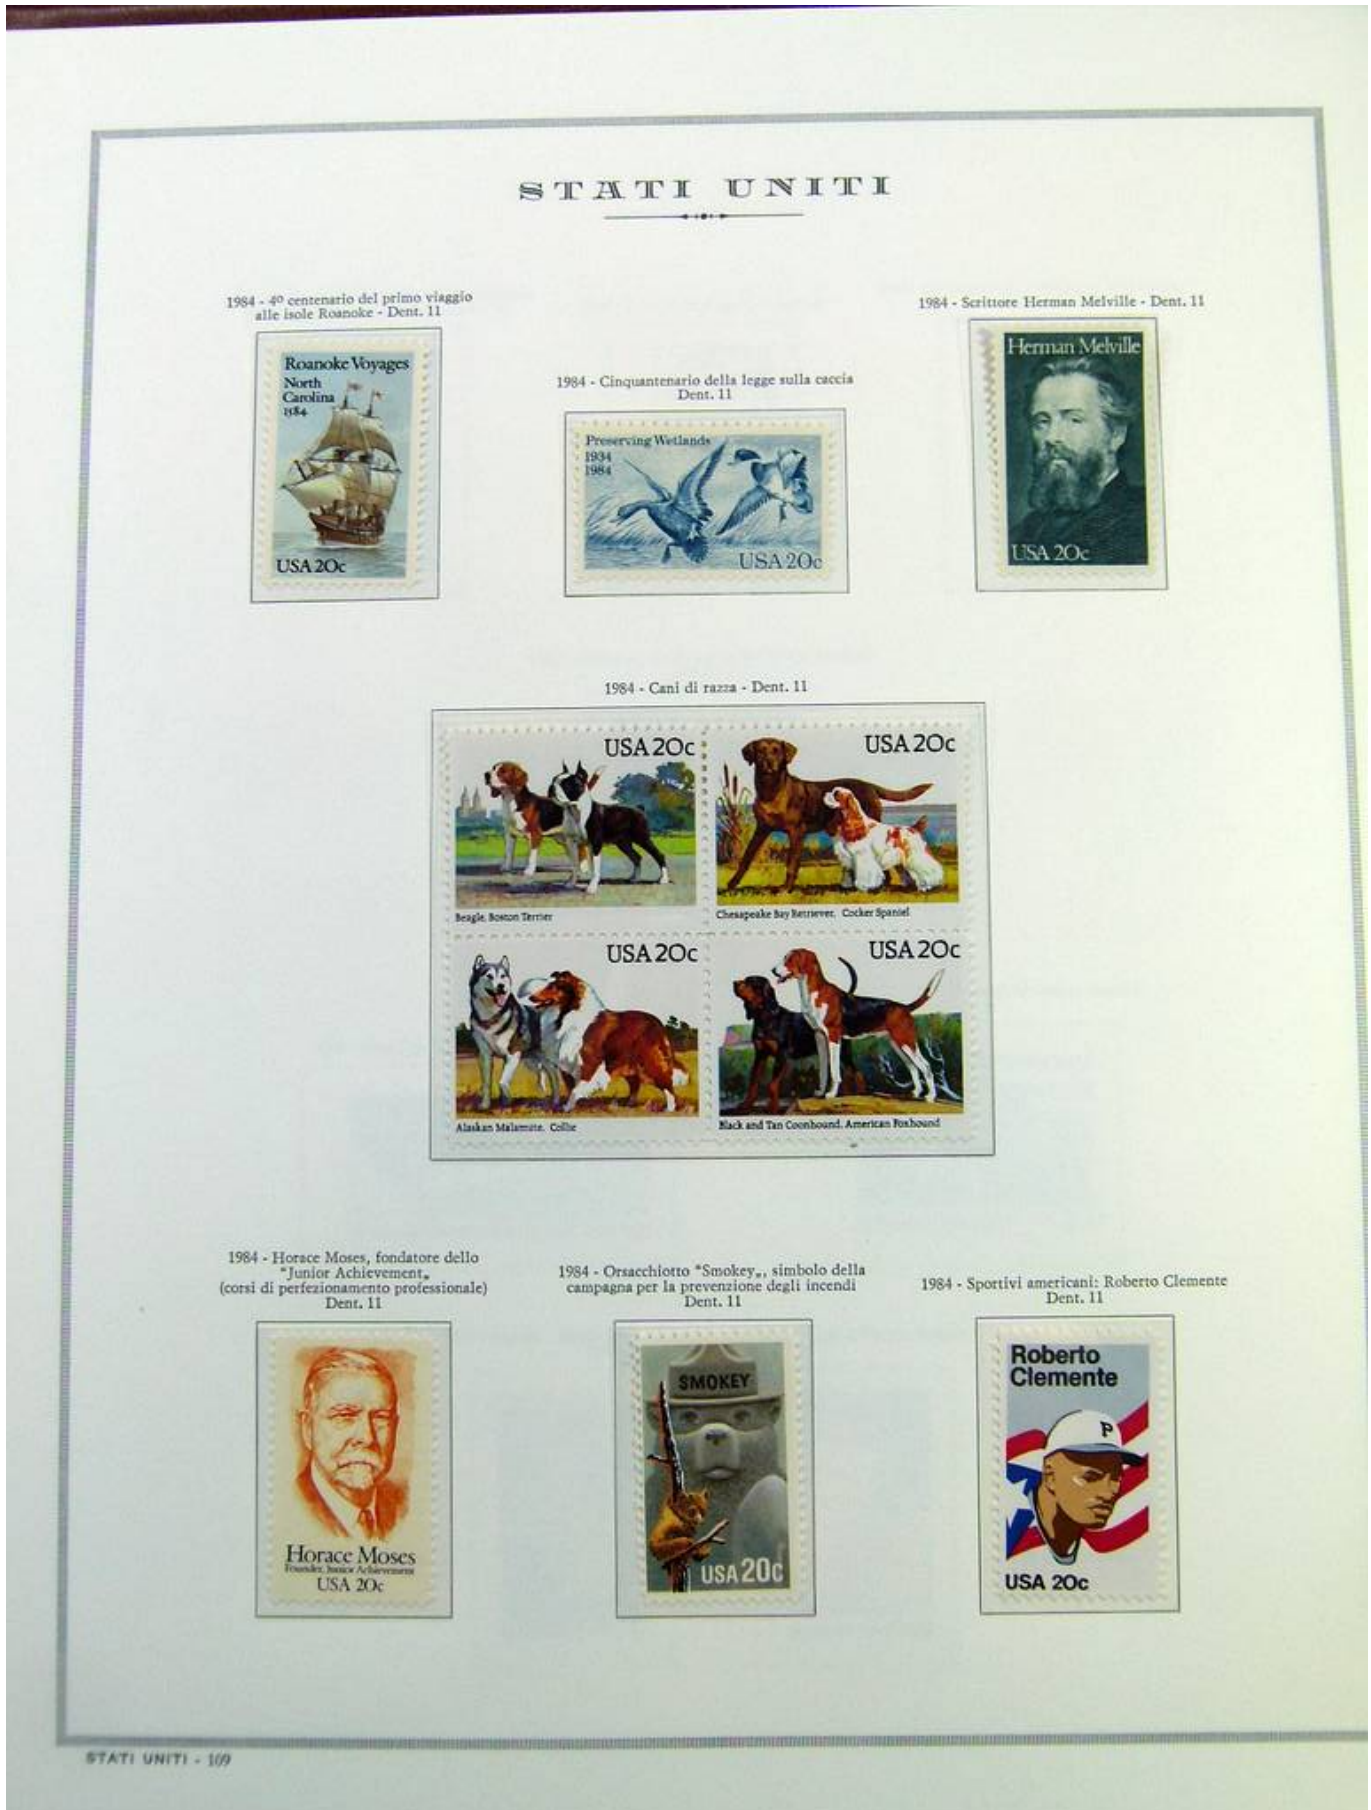 STATI UNITI
1984 - 4º centenario del primo viaggio
alle isole Roanoke - Dent. 11
Roanoke Voyages
North
Carolina
1584
USA 20c
1984 - Cinquantenario della legge sulla caccia
Dent. 11
Preserving Wetlands
1934
1984
USA 20c
1984 - Scrittore Herman Melville - Dent. 11
Herman Melville
USA 20c
1984 - Cani di razza - Dent. 11
USA 20c
Beagle, Boston Terrier
USA 20c
Chesapeake Bay Retriever, Cocker Spaniel
USA 20c
Alaskan Malamute, Collie
USA 20c
Black and Tan Coonhound, American Foxhound
1984 - Horace Moses, fondatore dello
"Junior Achievement„
(corsi di perfezionamento professionale)
Dent. 11
Horace Moses
Founder, Junior Achievement
USA 20c
1984 - Orsacchiotto "Smokey„, simbolo della
campagna per la prevenzione degli incendi
Dent. 11
SMOKEY
USA 20c
1984 - Sportivi americani: Roberto Clemente
Dent. 11
Roberto
Clemente
P
USA 20c
STATI UNITI - 109